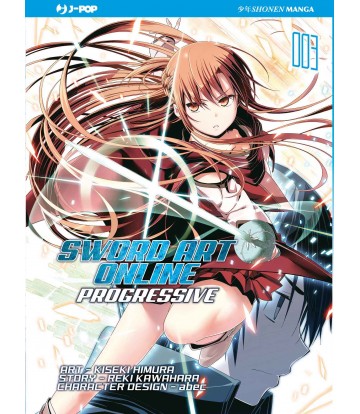 J-POP
少年SHONEN MANGA
003
SWORD ART
ONLINE
PROGRESSIVE
ART - KISEKI HIMURA
STORY - REKI KAWAHARA
CHARACTER DESIGN - abec